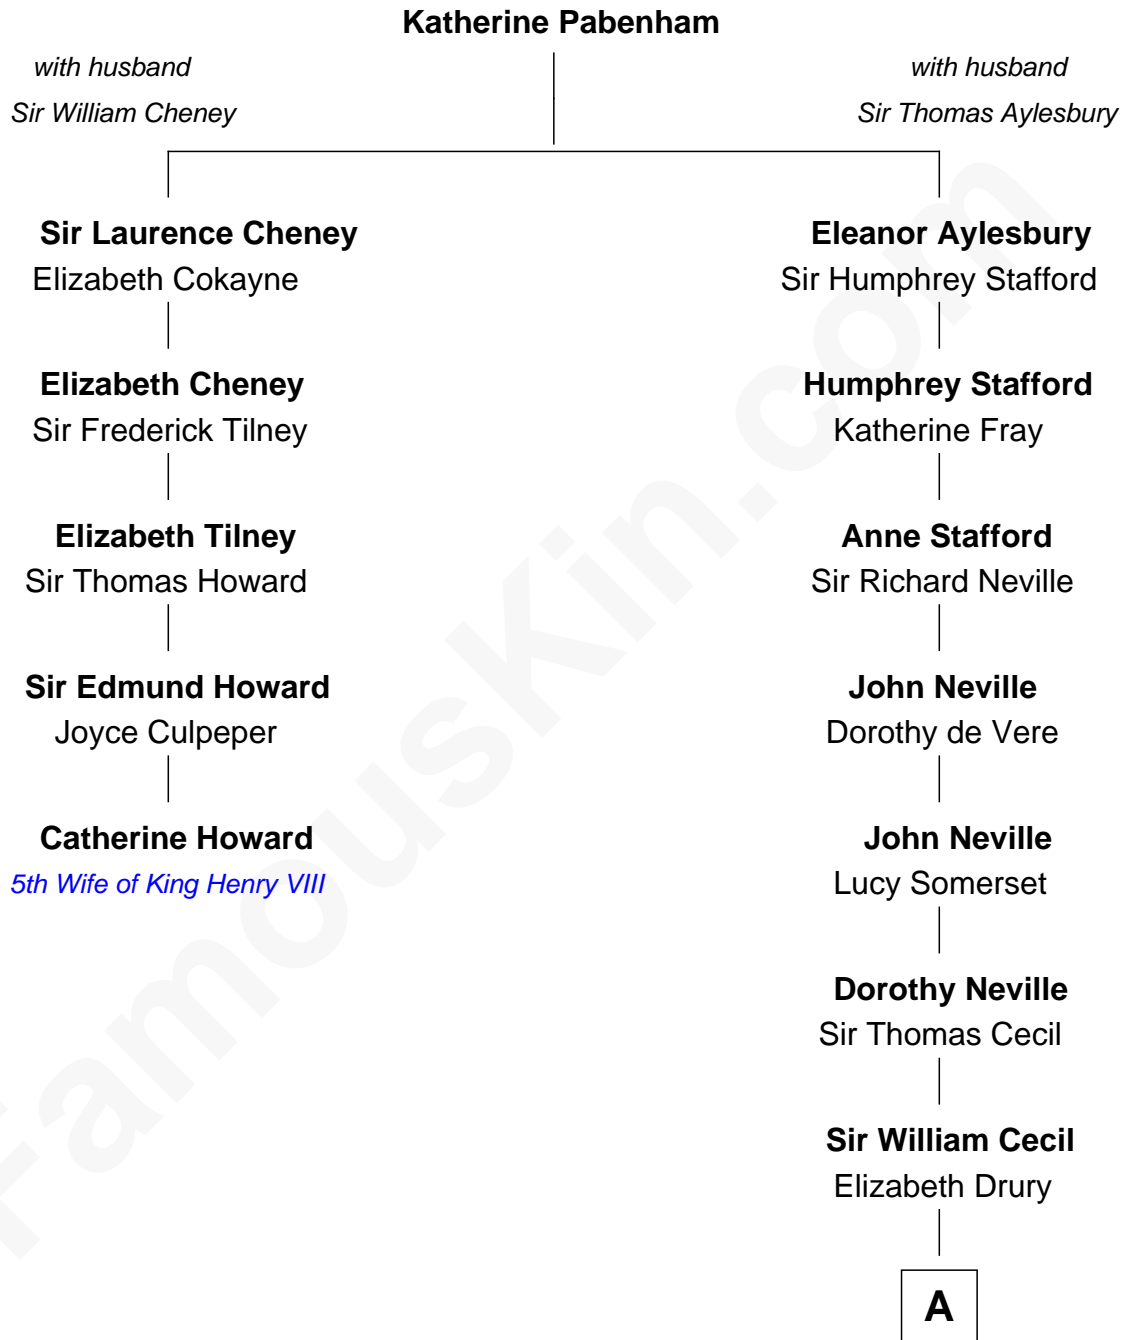 Katherine Pabenham
with husband
Sir William Cheney
with husband
Sir Thomas Aylesbury
Sir Laurence Cheney
Elizabeth Cokayne
Elizabeth Cheney
Sir Frederick Tilney
Elizabeth Tilney
Sir Thomas Howard
Sir Edmund Howard
Joyce Culpeper
Catherine Howard
5th Wife of King Henry VIII
Eleanor Aylesbury
Sir Humphrey Stafford
Humphrey Stafford
Katherine Fray
Anne Stafford
Sir Richard Neville
John Neville
Dorothy de Vere
John Neville
Lucy Somerset
Dorothy Neville
Sir Thomas Cecil
Sir William Cecil
Elizabeth Drury
A
FamousKin.com